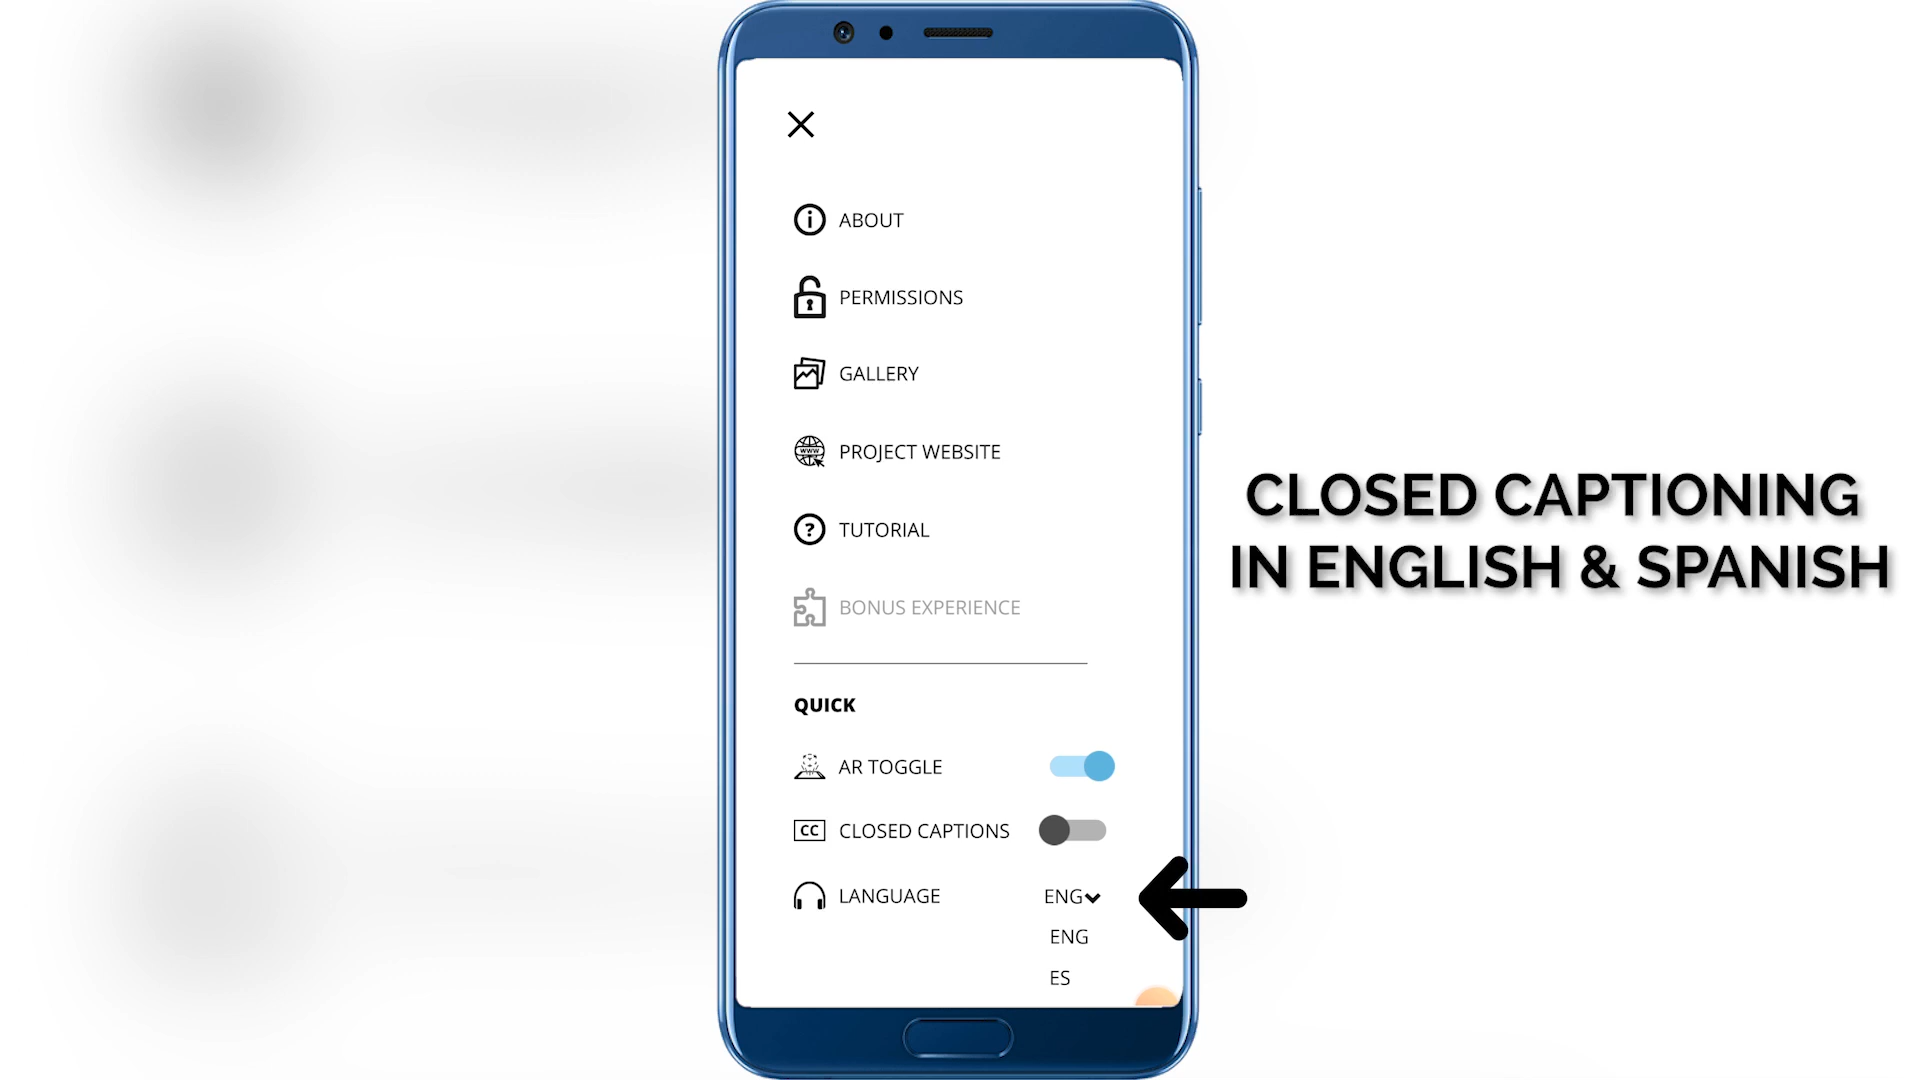 ABOUT
PERMISSIONS
GALLERY
www
PROJECT WEBSITE
?
TUTORIAL
BONUS EXPERIENCE
QUICK
AR TOGGLE
CC CLOSED CAPTIONS
LANGUAGE ENG
ENG
ES
CLOSED CAPTIONING
IN ENGLISH & SPANISH